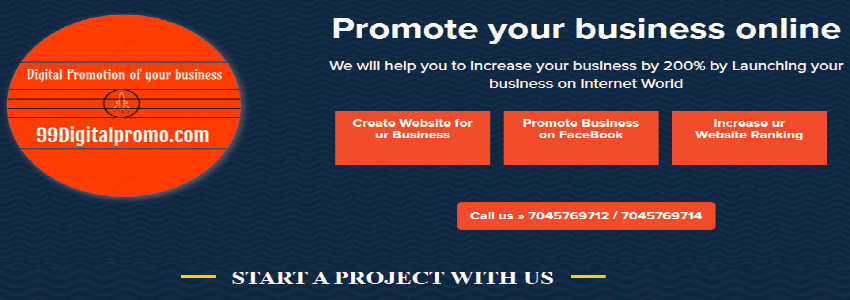 Digital Promotion of your business
99Digitalpromo.com
Promote your business online
We will help you to increase your business by 200% by Launching your
business on Internet World
Create Website for
ur Business
Promote Business
on FaceBook
Increase ur
Website Ranking
Call us » 7045769712 / 7045769714
START A PROJECT WITH US